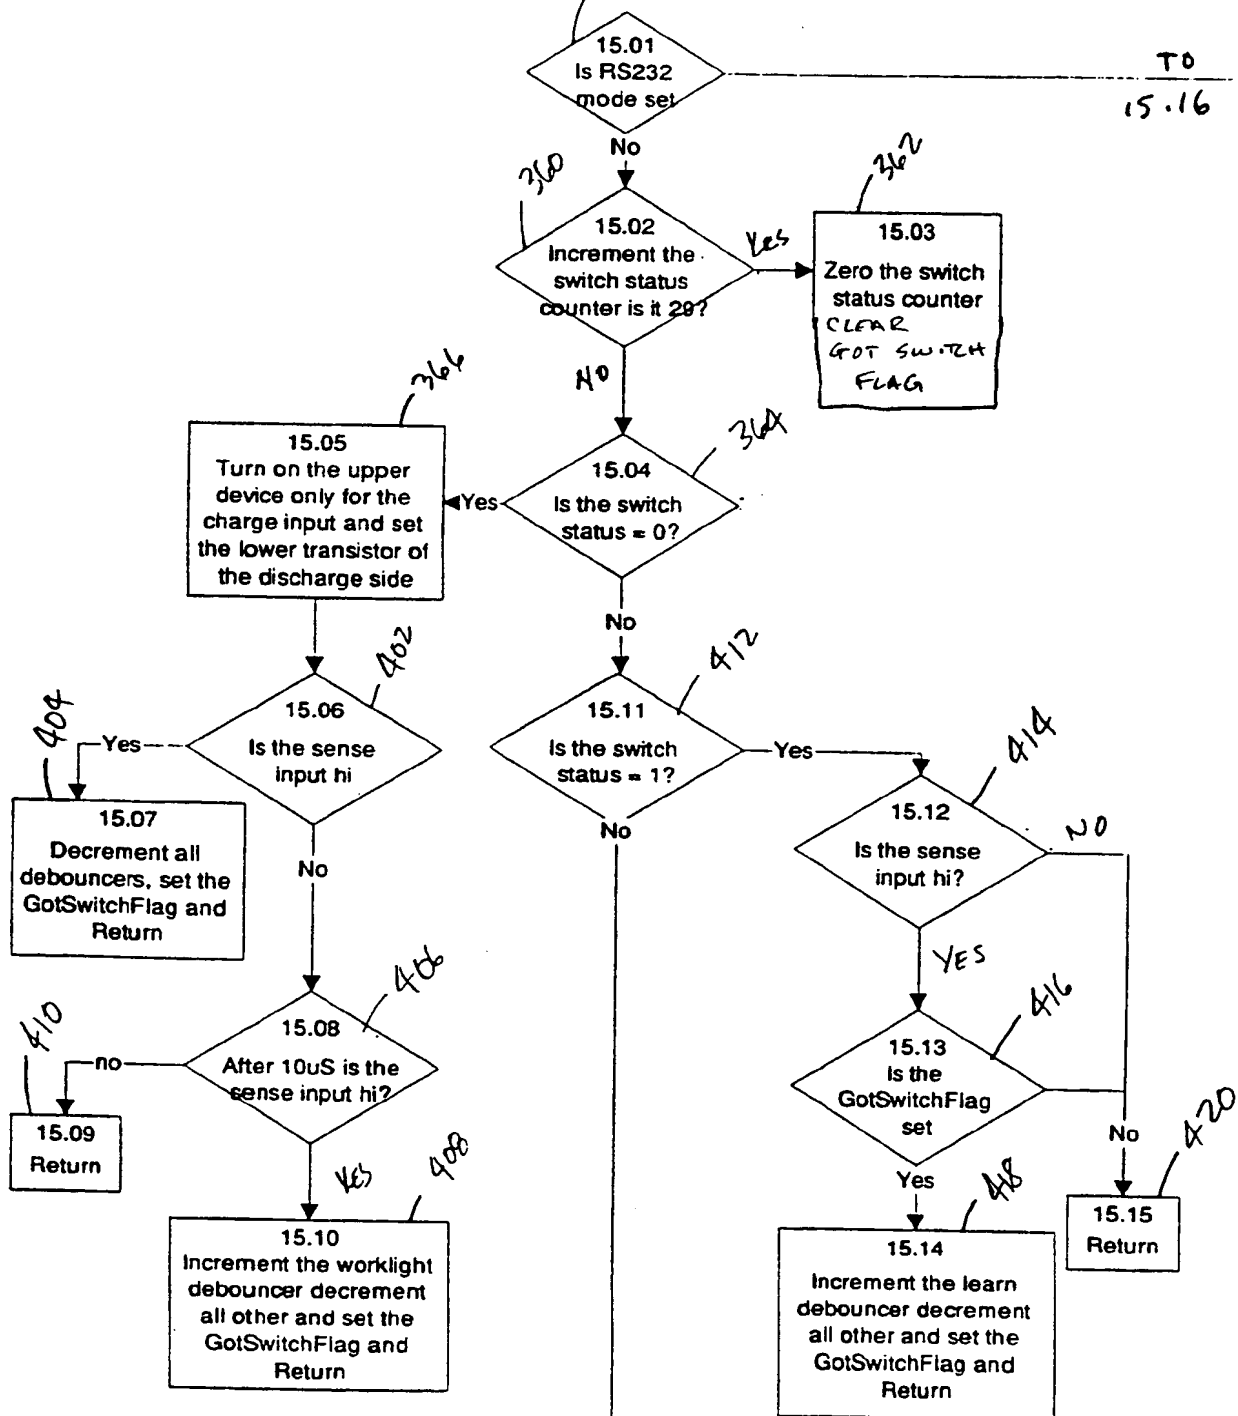 15.01
Is RS232
mode set
TO
15.16
No
360
362
15.02
Increment the
switch status
counter is it 29?
Yes
15.03
Zero the switch
status counter
CLEAR
GOT SWITCH
FLAG
NO
366
364
15.05
Turn on the upper
device only for the
charge input and set
the lower transistor of
the discharge side
Yes
15.04
Is the switch
status = 0?
No
402
412
404
15.06
Is the sense
input hi
Yes
15.11
Is the switch
status = 1?
Yes
414
15.07
Decrement all
debouncers, set the
GotSwitchFlag and
Return
No
No
15.12
Is the sense
input hi?
NO
YES
406
416
410
15.08
After 10uS is the
sense input hi?
no
15.13
Is the
GotSwitchFlag
set
15.09
Return
No
420
YES
408
Yes
418
15.15
Return
15.10
Increment the worklight
debouncer decrement
all other and set the
GotSwitchFlag and
Return
15.14
Increment the learn
debouncer decrement
all other and set the
GotSwitchFlag and
Return